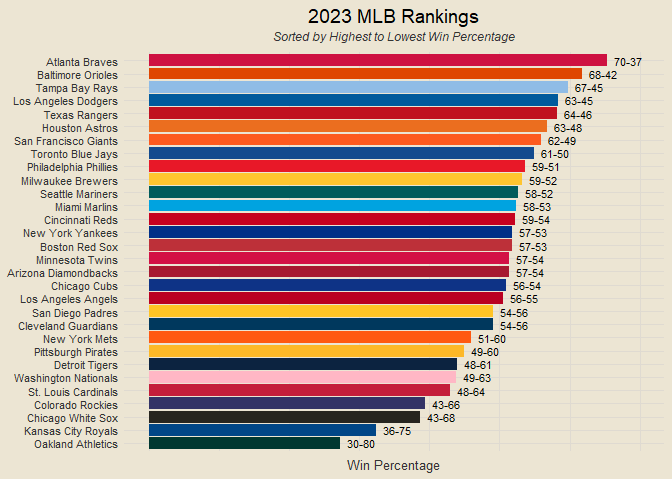 2023 MLB Rankings
Sorted by Highest to Lowest Win Percentage
Atlanta Braves 70-37
Baltimore Orioles 68-42
Tampa Bay Rays 67-45
Los Angeles Dodgers 63-45
Texas Rangers 64-46
Houston Astros 63-48
San Francisco Giants 62-49
Toronto Blue Jays 61-50
Philadelphia Phillies 59-51
Milwaukee Brewers 59-52
Seattle Mariners 58-52
Miami Marlins 58-53
Cincinnati Reds 59-54
New York Yankees 57-53
Boston Red Sox 57-53
Minnesota Twins 57-54
Arizona Diamondbacks 57-54
Chicago Cubs 56-54
Los Angeles Angels 56-55
San Diego Padres 54-56
Cleveland Guardians 54-56
New York Mets 51-60
Pittsburgh Pirates 49-60
Detroit Tigers 48-61
Washington Nationals 49-63
St. Louis Cardinals 48-64
Colorado Rockies 43-66
Chicago White Sox 43-68
Kansas City Royals 36-75
Oakland Athletics 30-80
Win Percentage